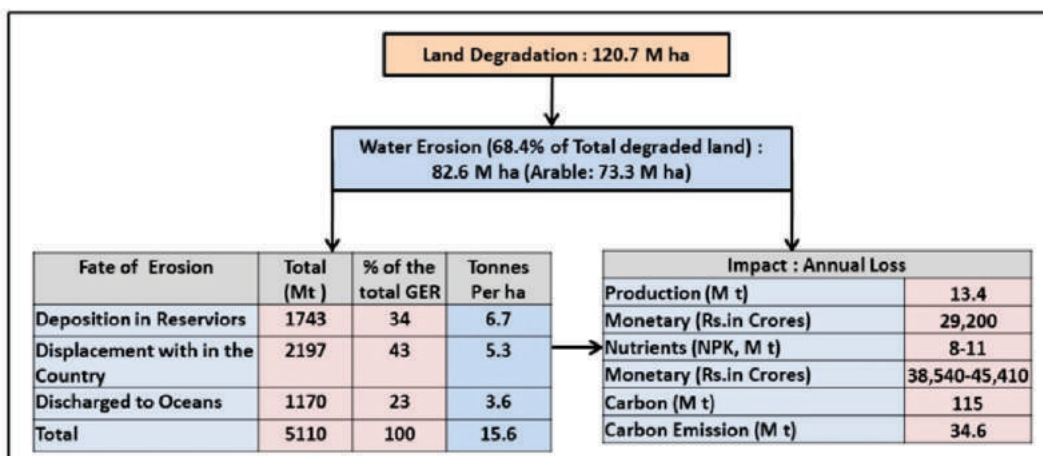 Land Degradation : 120.7 M ha
Water Erosion (68.4% of Total degraded land) :
82.6 M ha (Arable: 73.3 M ha)
Fate of Erosion Total (Mt ) % of the total GER Tonnes Per ha
Deposition in Reserviors 1743 34 6.7
Displacement with in the Country 2197 43 5.3
Discharged to Oceans 1170 23 3.6
Total 5110 100 15.6
Impact : Annual Loss
Production (M t) 13.4
Monetary (Rs.in Crores) 29,200
Nutrients (NPK, M t) 8-11
Monetary (Rs.in Crores) 38,540-45,410
Carbon (M t) 115
Carbon Emission (M t) 34.6